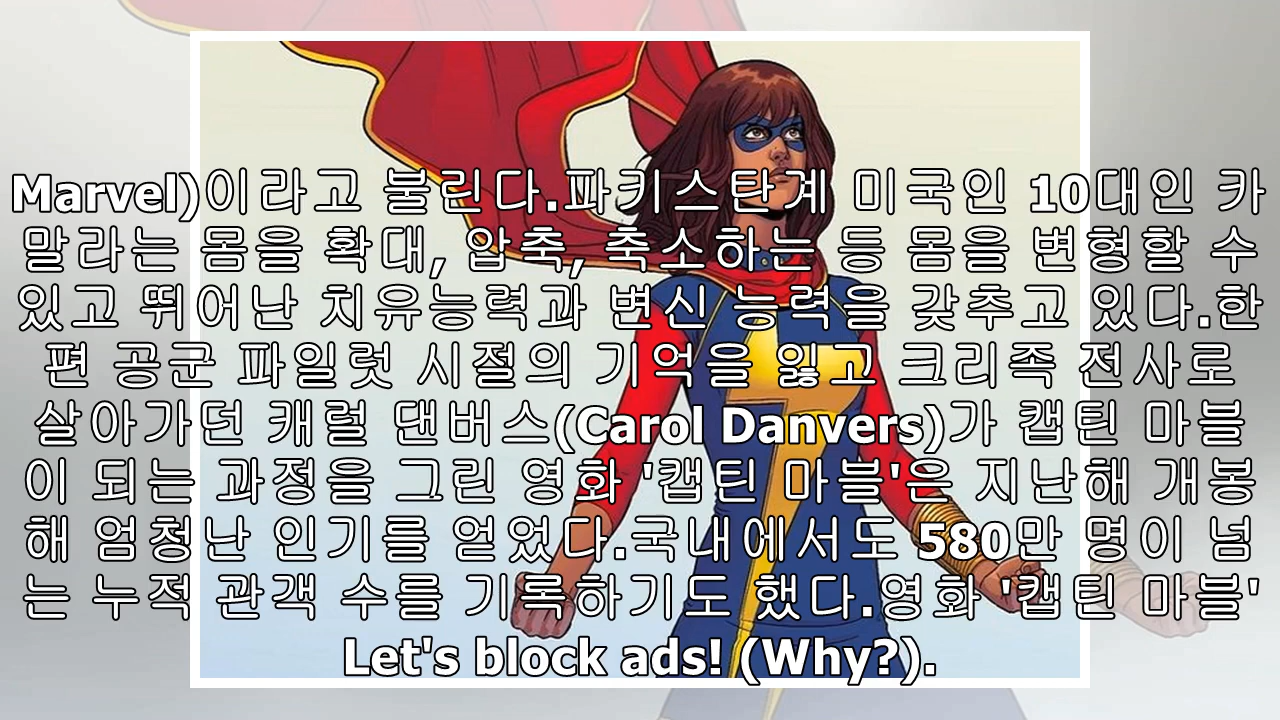 Marvel)이라고 불린다.파키스탄계 미국인 10대인 카
말라는 몸을 확대, 압축, 축소하는 등 몸을 변형할 수
있고 뛰어난 치유능력과 변신 능력을 갖추고 있다.한
편 공군 파일럿 시절의 기억을 잃고 크리족 전사로
살아가던 캐럴 댄버스(Carol Danvers)가 캡틴 마블
이 되는 과정을 그린 영화 '캡틴 마블'은 지난해 개봉
해 엄청난 인기를 얻었다.국내에서도 580만 명이 넘
는 누적 관객 수를 기록하기도 했다.영화 '캡틴 마블'
Let's block ads! (Why?).